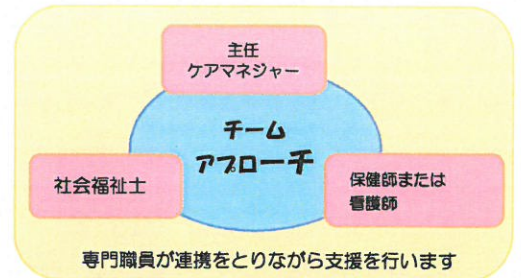 主任
ケアマネジャー
チーム
アプローチ
社会福祉士
保健師または
看護師
専門職員が連携をとりながら支援を行います